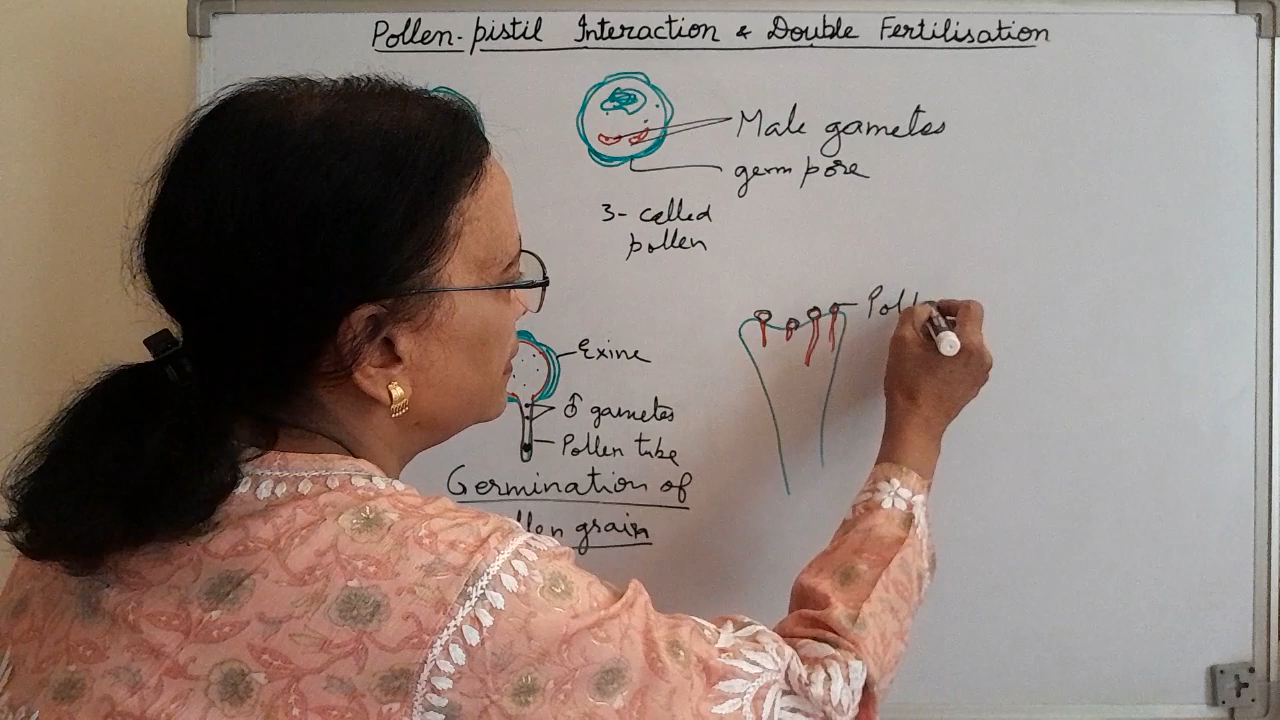 Pollen-pistil Interaction & Double Fertilisation
Male gametes
germ pore
3-celled
pollen
Exine
♂ gametes
Pollen tube
Germination of
grain